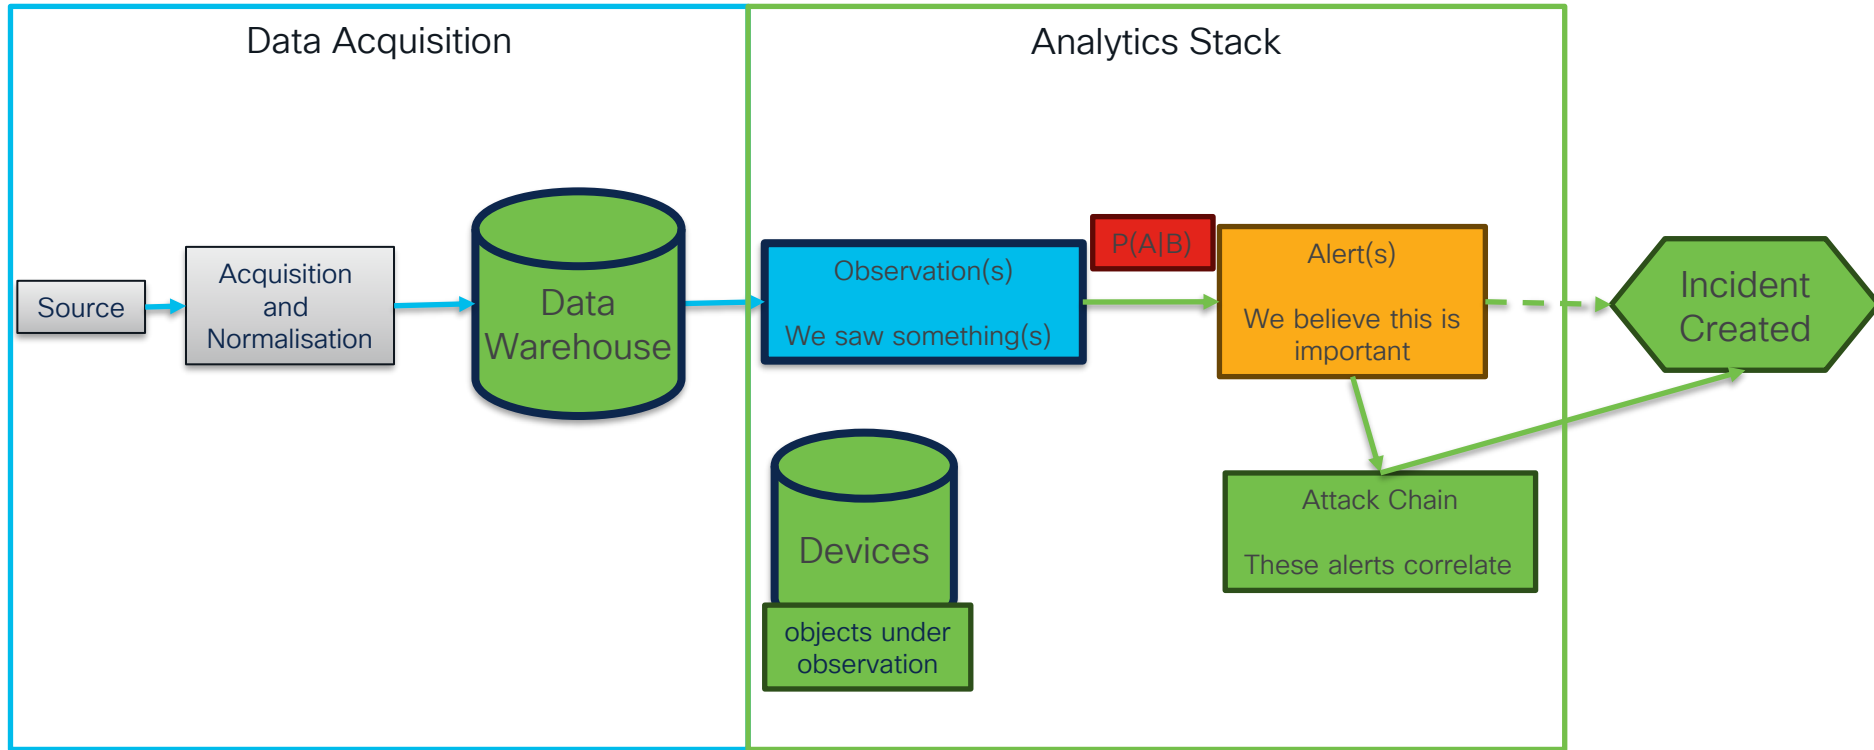 Data Acquisition
Analytics Stack
Source
Acquisition
and
Normalisation
Data
Warehouse
Observation(s)
We saw something(s)
P(A|B)
Alert(s)
We believe this is
important
Incident
Created
Devices
objects under
observation
Attack Chain
These alerts correlate